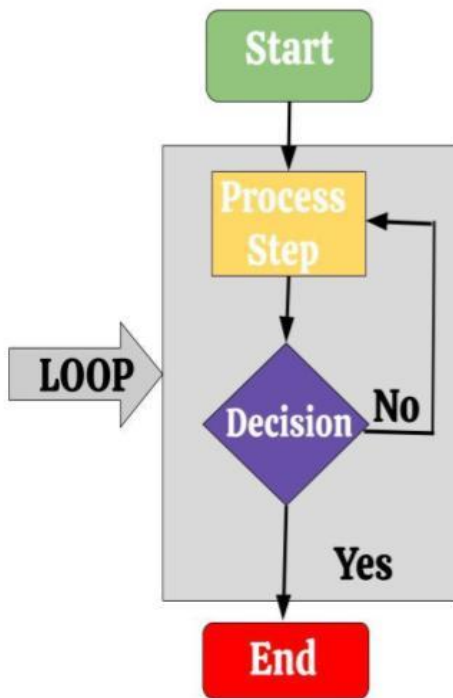 Start
Process
Step
LOOP
Decision
No
Yes
End